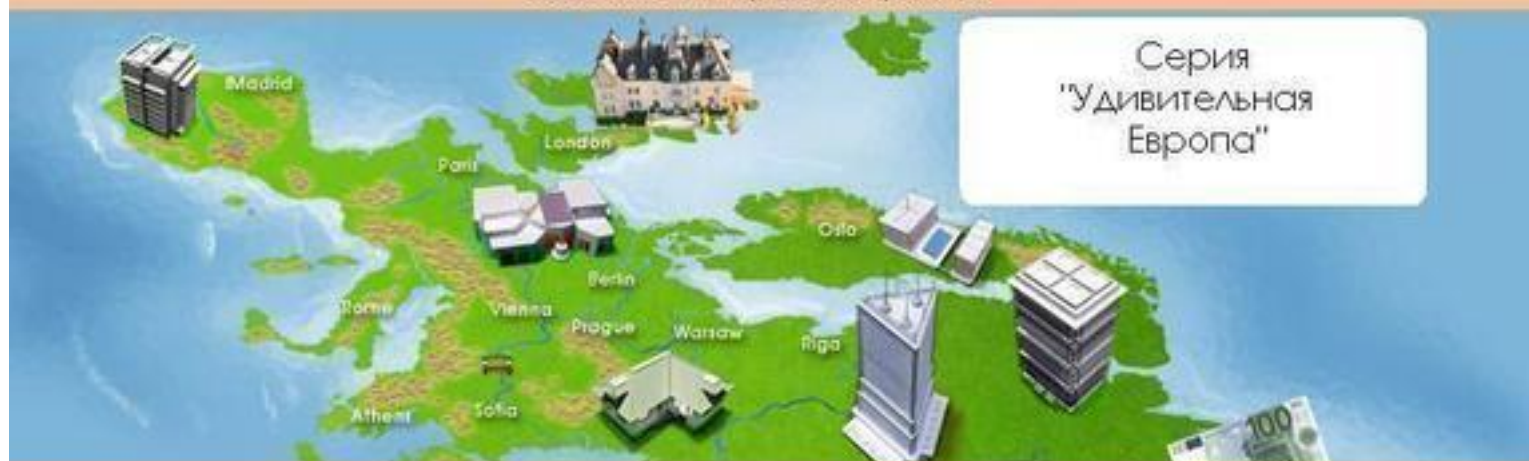 Серия
"Удивительная
Европа"
Madrid
London
Paris
Oslo
Berlin
Rome
Vienna
Prague
Warsaw
Riga
Athens
Sofia
100